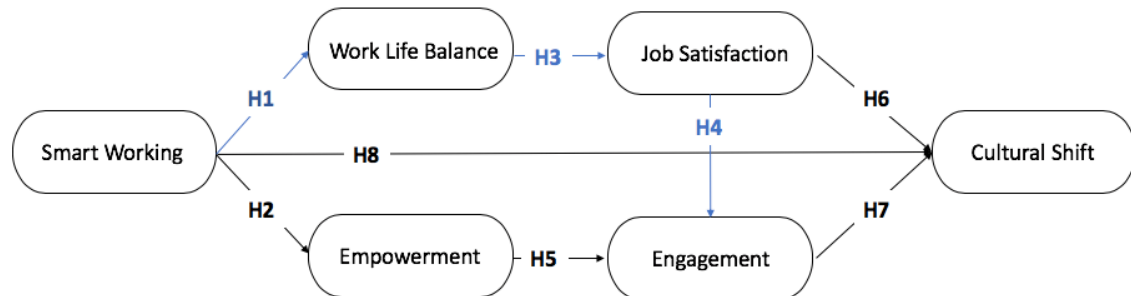 Work Life Balance
H3
Job Satisfaction
H1
H4
H6
Smart Working
H8
Cultural Shift
H2
H7
Empowerment
H5
Engagement